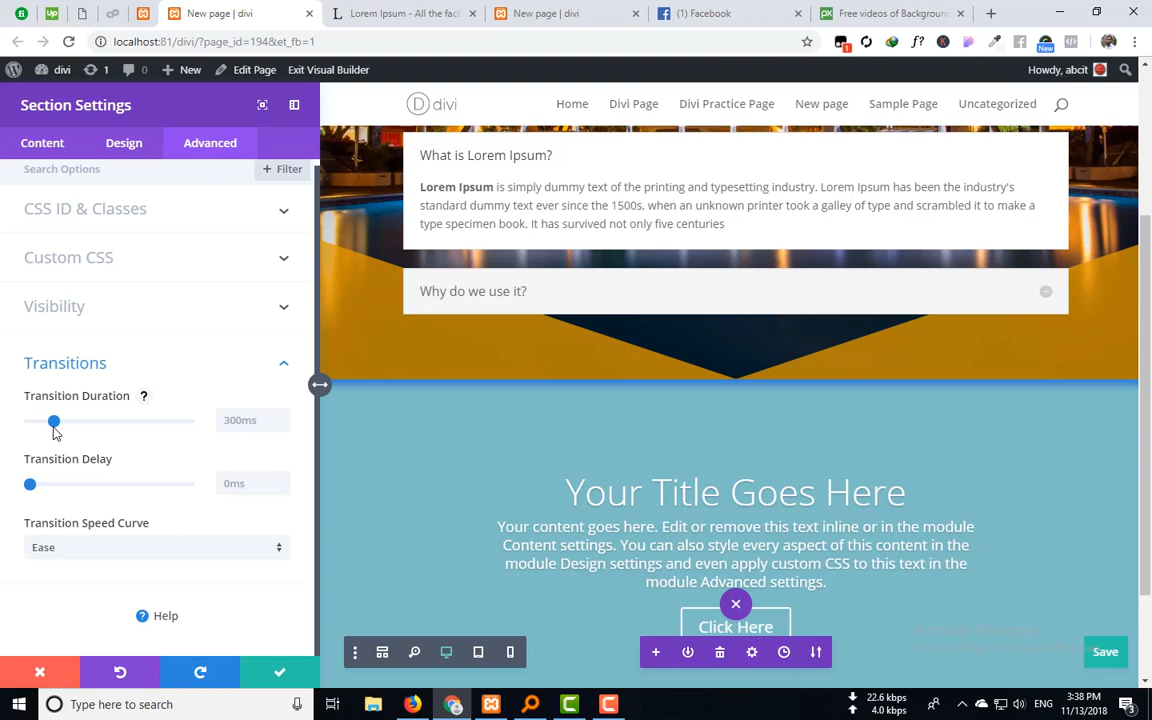 New page | divi
Lorem Ipsum - All the fac
New page | divi
(1) Facebook
Free videos of Background
localhost:81/divi/?page_id=194&et_fb=1
divi
1
0
New
Edit Page
Exit Visual Builder
Howdy, abcit
Section Settings
Content
Design
Advanced
Search Options
+ Filter
CSS ID & Classes
Custom CSS
Visibility
Transitions
Transition Duration ?
300ms
Transition Delay
0ms
Transition Speed Curve
Ease
? Help
D divi
Home
Divi Page
Divi Practice Page
New page
Sample Page
Uncategorized
What is Lorem Ipsum?
Lorem Ipsum is simply dummy text of the printing and typesetting industry. Lorem Ipsum has been the industry's
standard dummy text ever since the 1500s, when an unknown printer took a galley of type and scrambled it to make a
type specimen book. It has survived not only five centuries
Why do we use it?
Your Title Goes Here
Your content goes here. Edit or remove this text inline or in the module
Content settings. You can also style every aspect of this content in the
module Design settings and even apply custom CSS to this text in the
module Advanced settings.
Click Here
Save
Type here to search
22.6 kbps
4.0 kbps
ENG
3:38 PM
11/13/2018
3